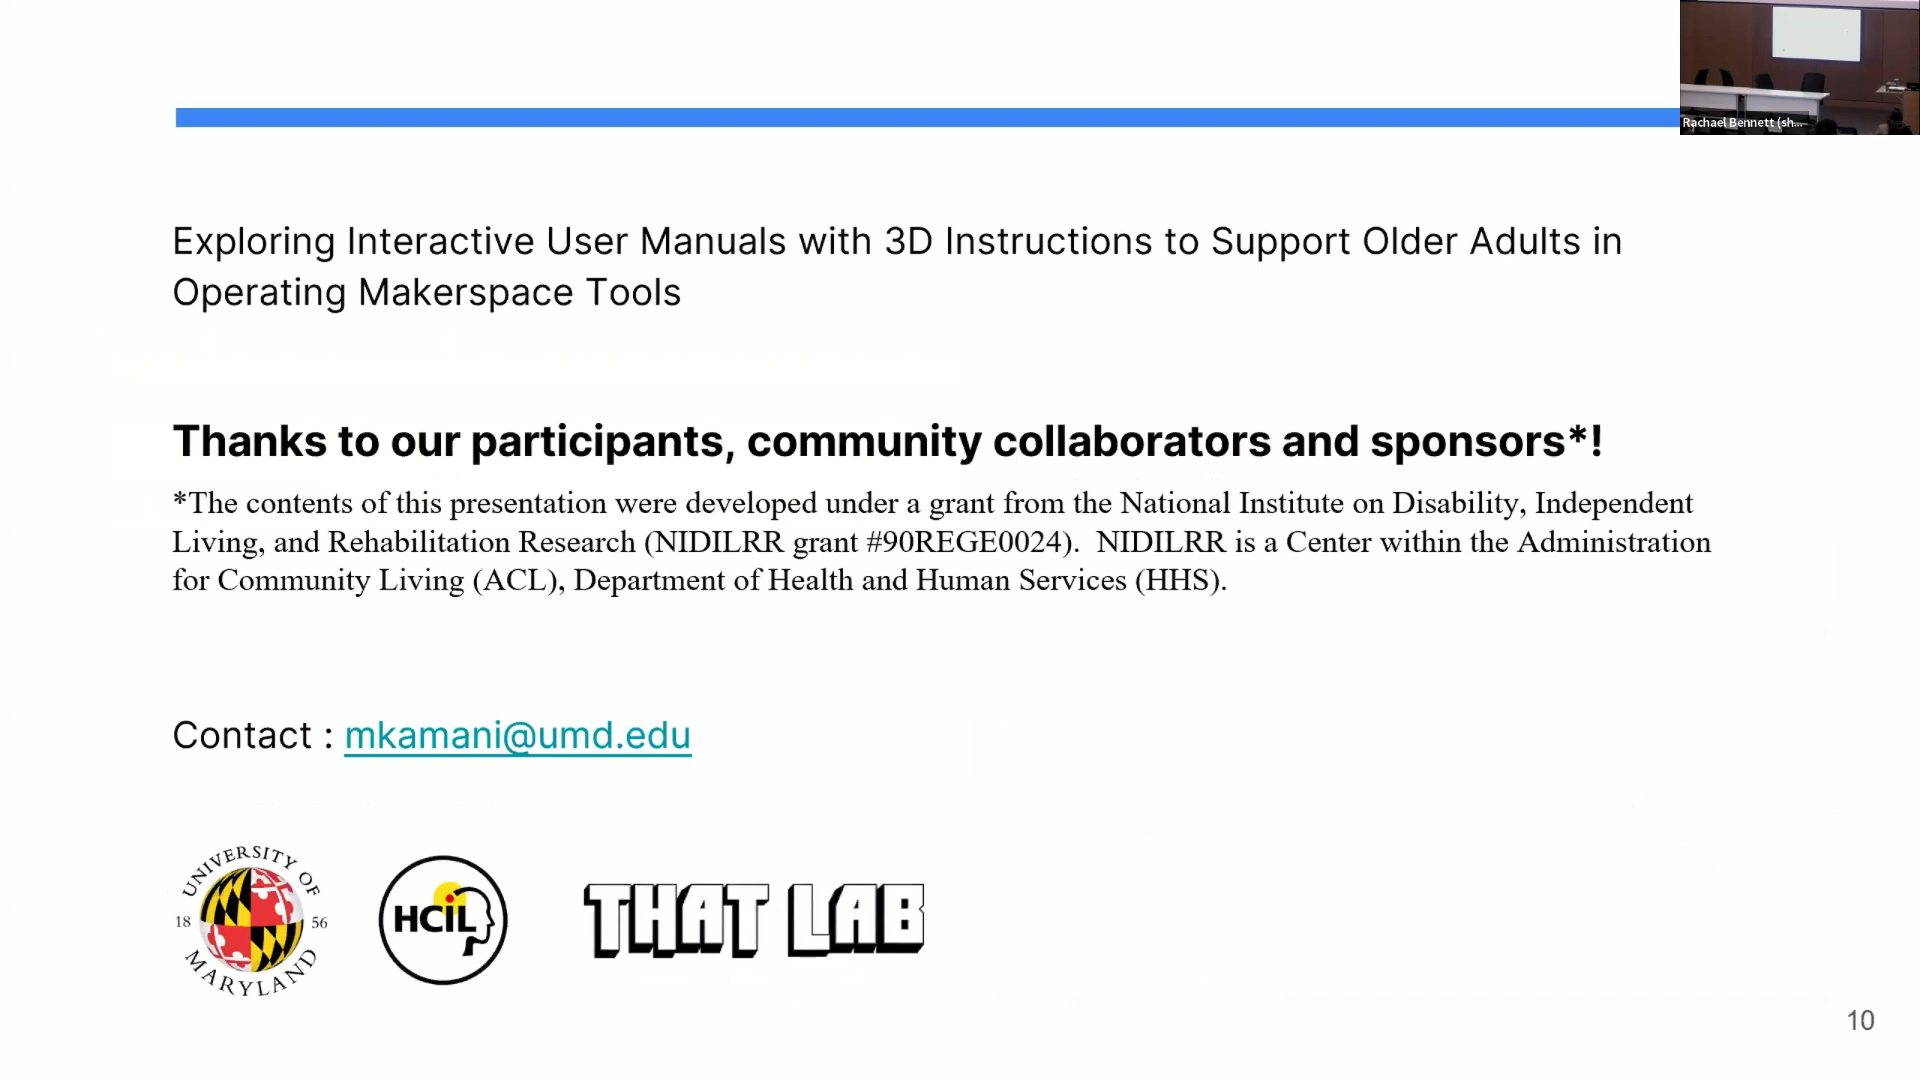 Rachael Bennett (sh...
Exploring Interactive User Manuals with 3D Instructions to Support Older Adults in
Operating Makerspace Tools
Thanks to our participants, community collaborators and sponsors*!
*The contents of this presentation were developed under a grant from the National Institute on Disability, Independent
Living, and Rehabilitation Research (NIDILRR grant #90REGE0024).  NIDILRR is a Center within the Administration
for Community Living (ACL), Department of Health and Human Services (HHS).
Contact : mkamani@umd.edu
UNIVERSITY OF
18 56
MARYLAND
HCIL
THAT LAB
10